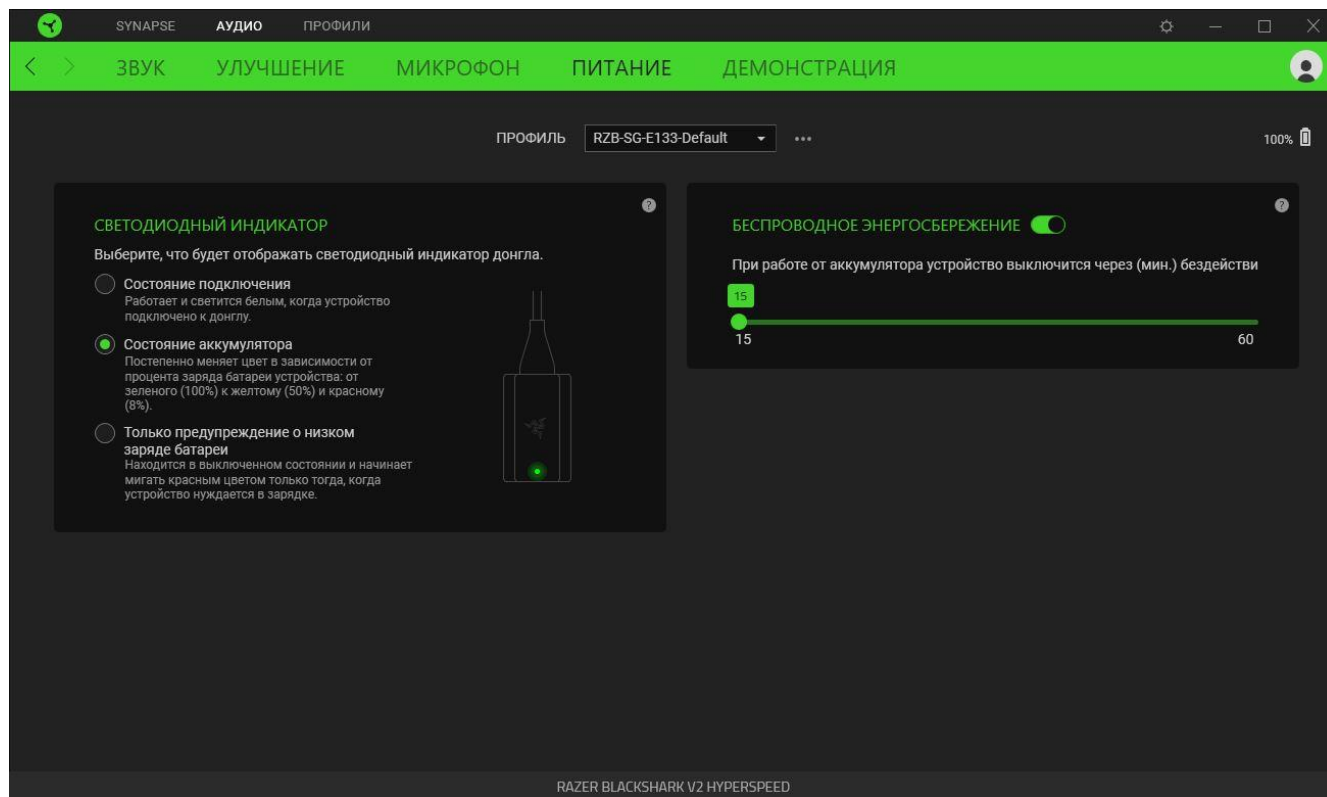 SYNAPSE АУДИО ПРОФИЛИ
ЗВУК УЛУЧШЕНИЕ МИКРОФОН ПИТАНИЕ ДЕМОНСТРАЦИЯ
ПРОФИЛЬ RZB-SG-E133-Default 100%
СВЕТОДИОДНЫЙ ИНДИКАТОР
Выберите, что будет отображать светодиодный индикатор донгла.
Состояние подключения
Работает и светится белым, когда устройство
подключено к донглу.
Состояние аккумулятора
Постепенно меняет цвет в зависимости от
процента заряда батареи устройства: от
зеленого (100%) к желтому (50%) и красному
(8%).
Только предупреждение о низком
заряде батареи
Находится в выключенном состоянии и начинает
мигать красным цветом только тогда, когда
устройство нуждается в зарядке.
БЕСПРОВОДНОЕ ЭНЕРГОСБЕРЕЖЕНИЕ
При работе от аккумулятора устройство выключится через (мин.) бездействи
15
15 60
RAZER BLACKSHARK V2 HYPERSPEED